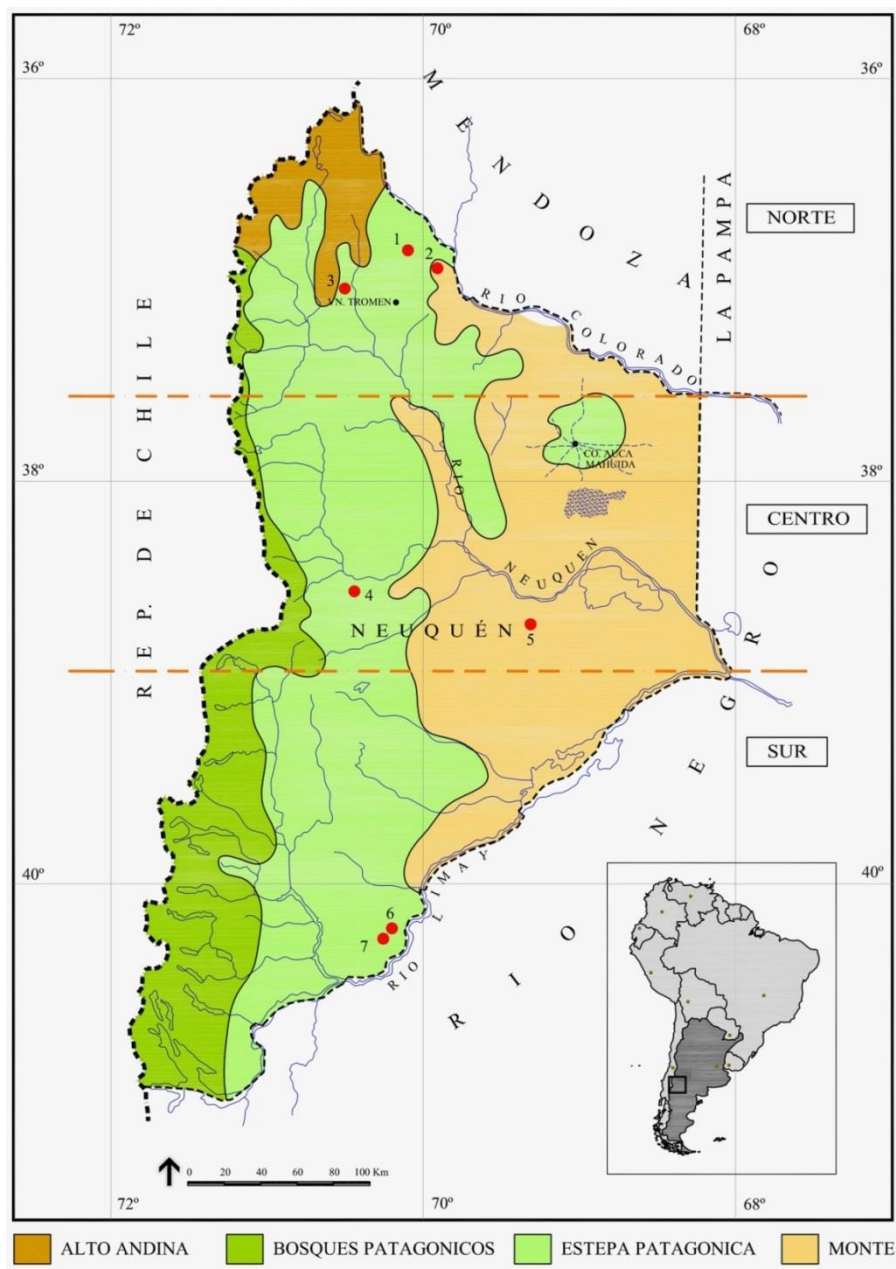 72º
70º
68º
36º
36º
MENDOZA
LA PAMPA
NORTE
1
2
3
VN. TROMEN
RIO COLORADO
REP. DE CHILE
CO. AUCA
MAHUIDA
38º
38º
RIO NEUQUEN
CENTRO
4
NEUQUÉN
5
SUR
RIO NEGRO
40º
40º
RIO LIMAY
6
7
0 20 40 60 80 100 Km
72º
70º
68º
ALTO ANDINA
BOSQUES PATAGONICOS
ESTEPA PATAGONICA
MONTE